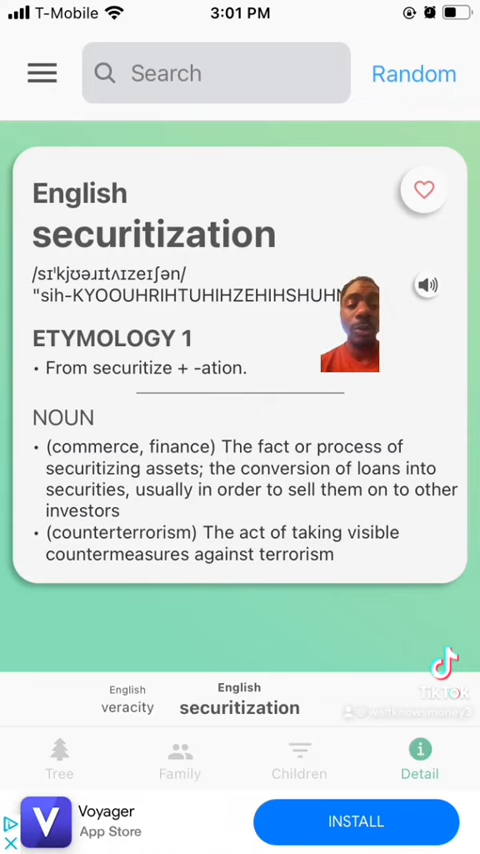 T-Mobile
3:01 PM
Search
Random
English
securitization
/sɪˈkjʊəɹɪtʌɪzeɪʃən/
"sih-KYOOUHRIHTUHIHZEHIHSHUHN
ETYMOLOGY 1
• From securitize + -ation.
NOUN
• (commerce, finance) The fact or process of
securitizing assets; the conversion of loans into
securities, usually in order to sell them on to other
investors
• (counterterrorism) The act of taking visible
countermeasures against terrorism
TikTok
English
veracity
English
securitization
Tree
Family
Children
Detail
Voyager
App Store
INSTALL